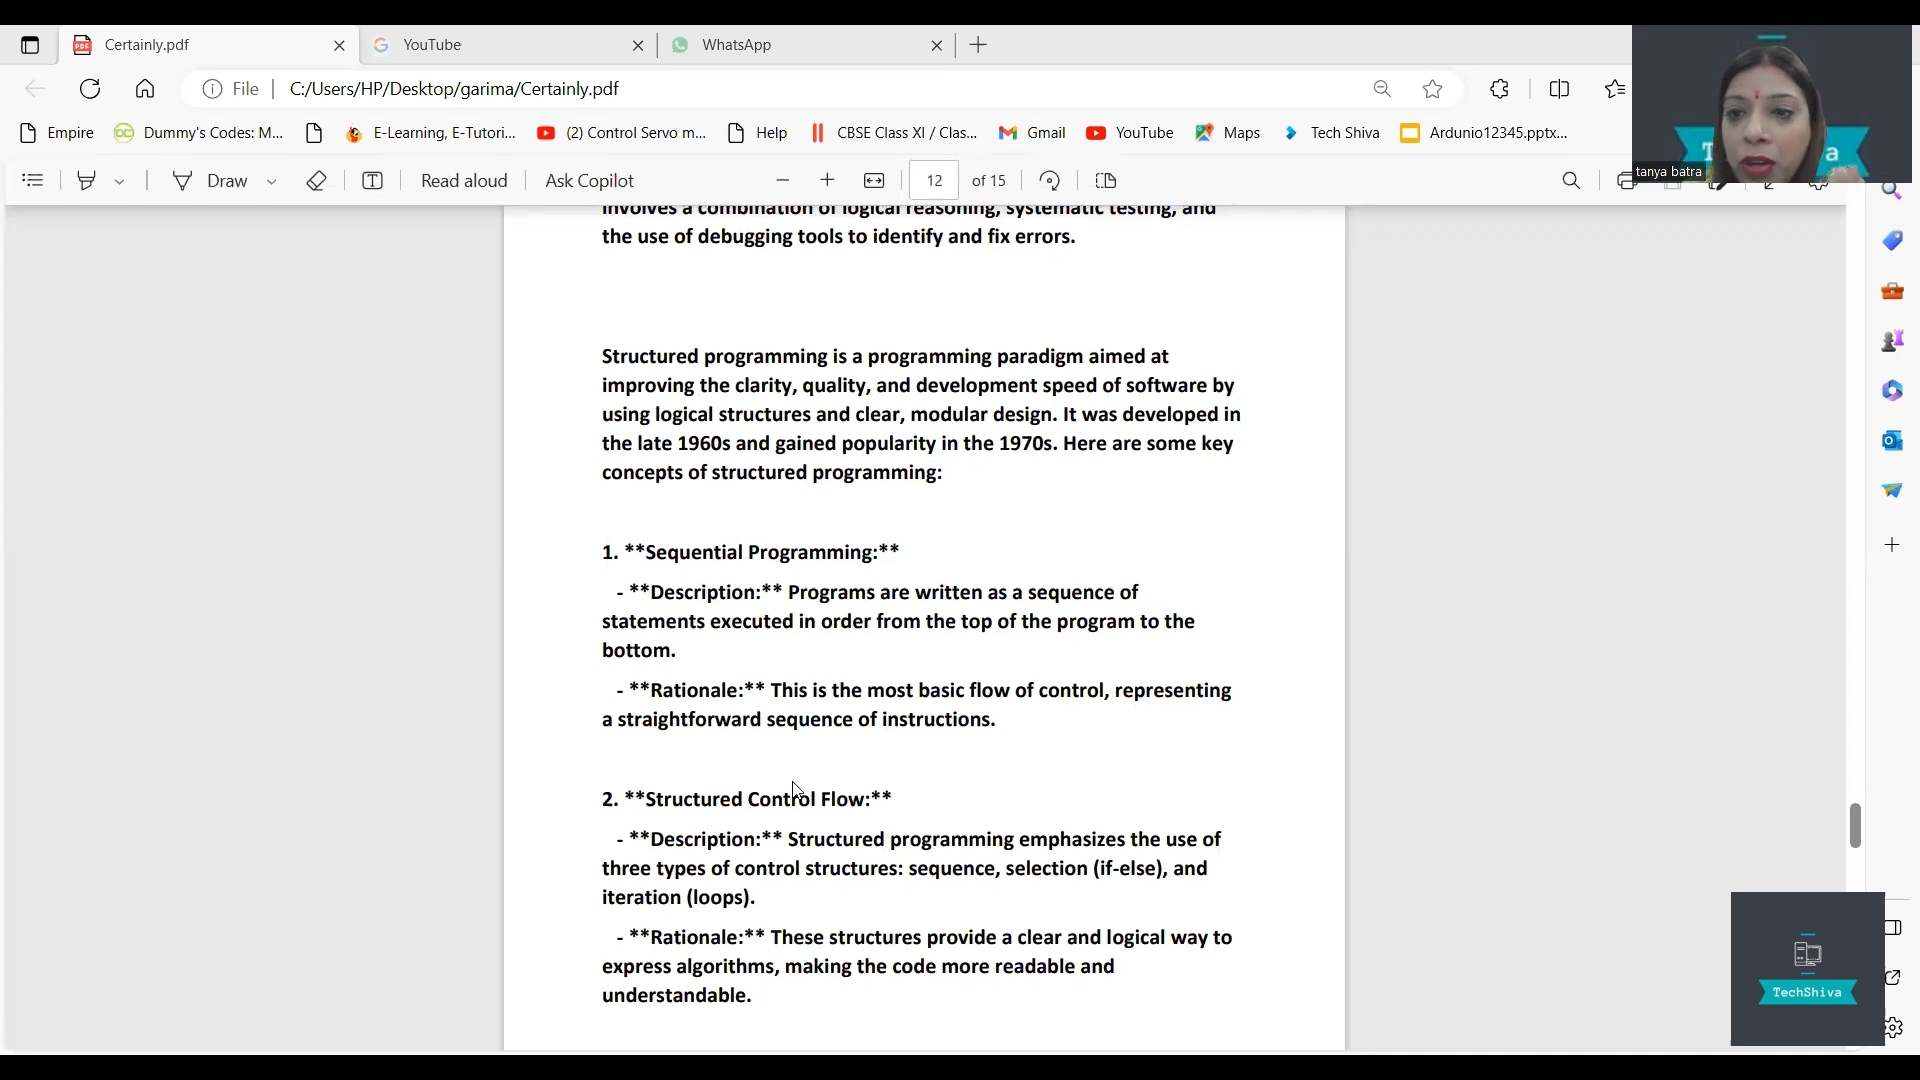 Certainly.pdf
YouTube
WhatsApp
File
C:/Users/HP/Desktop/garima/Certainly.pdf
Empire
Dummy's Codes: M...
E-Learning, E-Tutori...
(2) Control Servo m...
Help
CBSE Class XI / Clas...
Gmail
YouTube
Maps
Tech Shiva
Ardunio12345.pptx...
tanya batra
Draw
Read aloud
Ask Copilot
12
of 15
involves a combination of logical reasoning, systematic testing, and
the use of debugging tools to identify and fix errors.
Structured programming is a programming paradigm aimed at
improving the clarity, quality, and development speed of software by
using logical structures and clear, modular design. It was developed in
the late 1960s and gained popularity in the 1970s. Here are some key
concepts of structured programming:
1. **Sequential Programming:**
- **Description:** Programs are written as a sequence of
statements executed in order from the top of the program to the
bottom.
- **Rationale:** This is the most basic flow of control, representing
a straightforward sequence of instructions.
2. **Structured Control Flow:**
- **Description:** Structured programming emphasizes the use of
three types of control structures: sequence, selection (if-else), and
iteration (loops).
- **Rationale:** These structures provide a clear and logical way to
express algorithms, making the code more readable and
understandable.
TechShiva